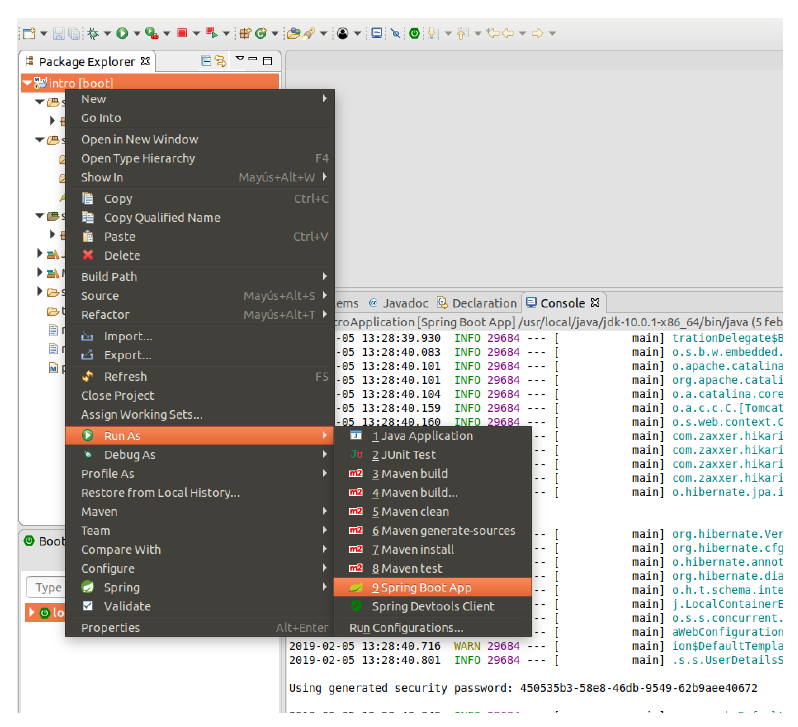 Package Explorer
intro [boot]
New
Go Into
Open in New Window
Open Type Hierarchy F4
Show In Mayús+Alt+W
Copy Ctrl+C
Copy Qualified Name
Paste Ctrl+V
Delete
Build Path
Source Mayús+Alt+S
Refactor Mayús+Alt+T
Import...
Export...
Refresh F5
Close Project
Assign Working Sets...
Run As
Debug As
Profile As
Restore from Local History...
Maven
Team
Compare With
Configure
Spring
Validate
Properties Alt+Enter
1 Java Application
2 JUnit Test
3 Maven build
4 Maven build...
5 Maven clean
6 Maven generate-sources
7 Maven install
8 Maven test
9 Spring Boot App
Spring Devtools Client
Run Configurations...
Boot
Type
lo
ems @ Javadoc Declaration Console
roApplication [Spring Boot App] /usr/local/java/jdk-10.0.1-x86_64/bin/java (5 feb
-05 13:28:39.930 INFO 29684 --- [ main] trationDelegate$B
-05 13:28:40.083 INFO 29684 --- [ main] o.s.b.w.embedded.
-05 13:28:40.101 INFO 29684 --- [ main] o.apache.catalina
-05 13:28:40.101 INFO 29684 --- [ main] org.apache.catali
-05 13:28:40.104 INFO 29684 --- [ main] o.a.catalina.core
-05 13:28:40.159 INFO 29684 --- [ main] o.a.c.c.C.[Tomcat
-05 13:28:40.160 INFO 29684 --- [ main] o.s.web.context.C
-- [ main] com.zaxxer.hikari
-- [ main] com.zaxxer.hikari
-- [ main] com.zaxxer.hikari
-- [ main] o.hibernate.jpa.i
-- [ main] org.hibernate.Ver
-- [ main] org.hibernate.cfg
-- [ main] o.hibernate.annot
-- [ main] org.hibernate.dia
-- [ main] o.h.t.schema.inte
-- [ main] j.LocalContainerE
-- [ main] o.s.s.concurrent.
-- [ main] aWebConfiguration
2019-02-05 13:28:40.716 WARN 29684 --- [ main] ion$DefaultTempla
2019-02-05 13:28:40.801 INFO 29684 --- [ main] .s.s.UserDetailsS
Using generated security password: 450535b3-58e8-46db-9549-62b9aee40672